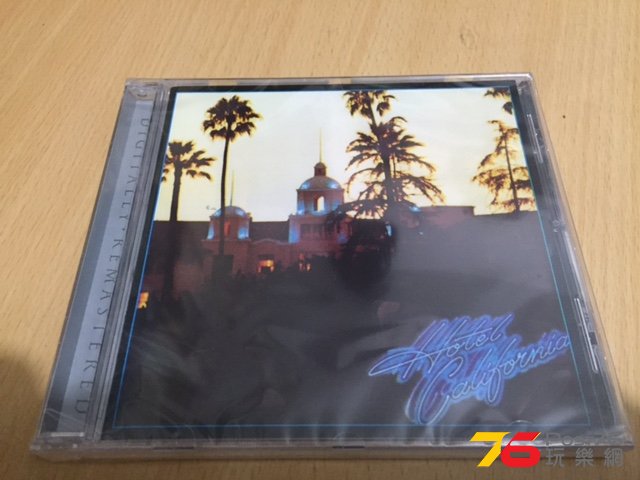 DIGITALLY·REMASTERED
Hotel
California
76
玩樂網